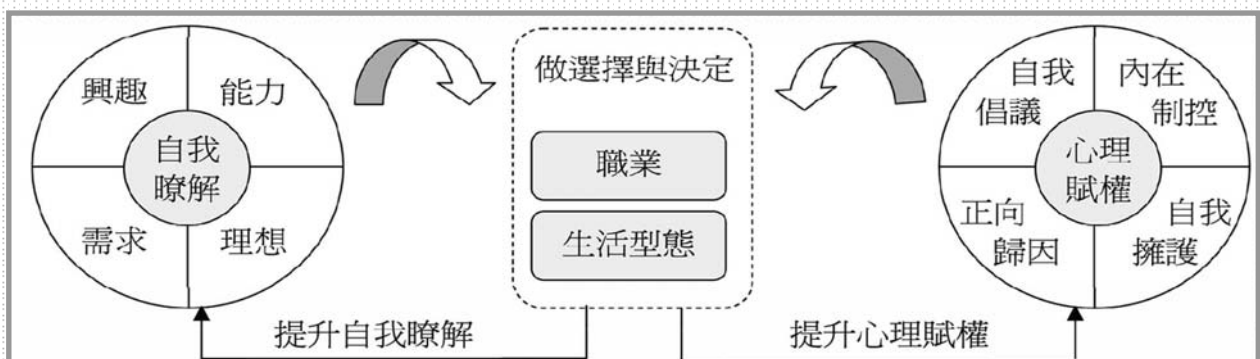 興趣
能力
自我
瞭解
需求
理想
做選擇與決定
職業
生活型態
自我
倡議
內在
制控
心理
賦權
正向
歸因
自我
擁護
提升自我瞭解
提升心理賦權